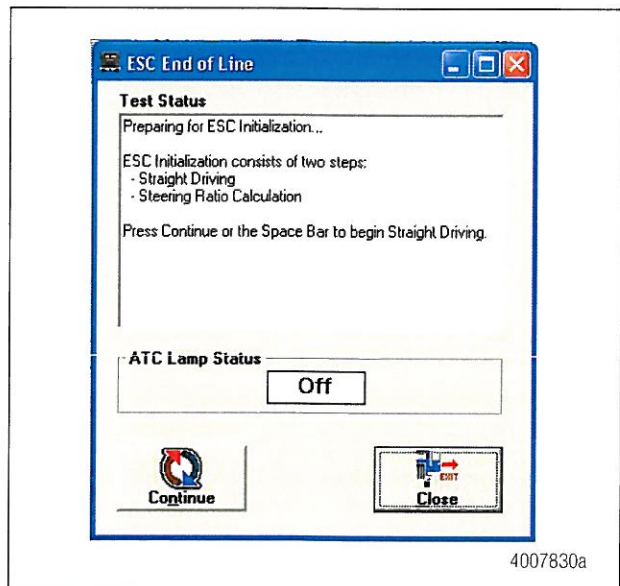 ESC End of Line
Test Status
Preparing for ESC Initialization...
ESC Initialization consists of two steps:
- Straight Driving
- Steering Ratio Calculation
Press Continue or the Space Bar to begin Straight Driving.
ATC Lamp Status
Off
EXIT
Continue
Close
4007830a